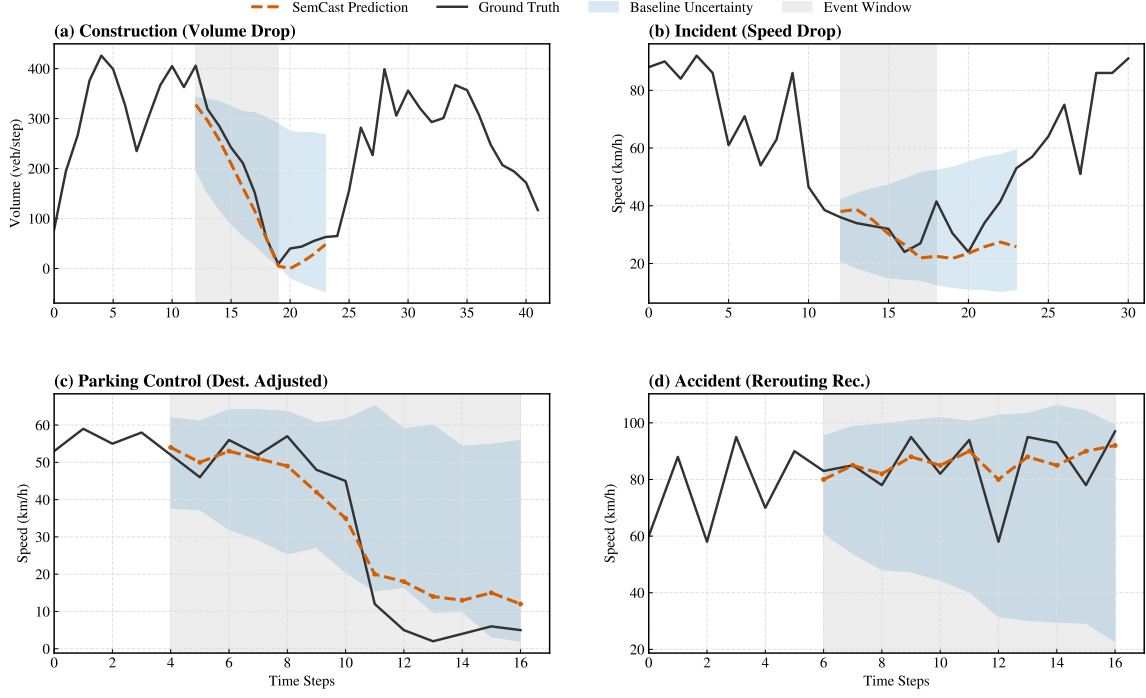 SemCast Prediction Ground Truth Baseline Uncertainty Event Window
(a) Construction (Volume Drop)
Volume (veh/step)
400
300
200
100
0
0 5 10 15 20 25 30 35 40
(b) Incident (Speed Drop)
Speed (km/h)
80
60
40
20
0 5 10 15 20 25 30
(c) Parking Control (Dest. Adjusted)
Speed (km/h)
60
50
40
30
20
10
0
0 2 4 6 8 10 12 14 16
Time Steps
(d) Accident (Rerouting Rec.)
Speed (km/h)
100
80
60
40
20
0 2 4 6 8 10 12 14 16
Time Steps